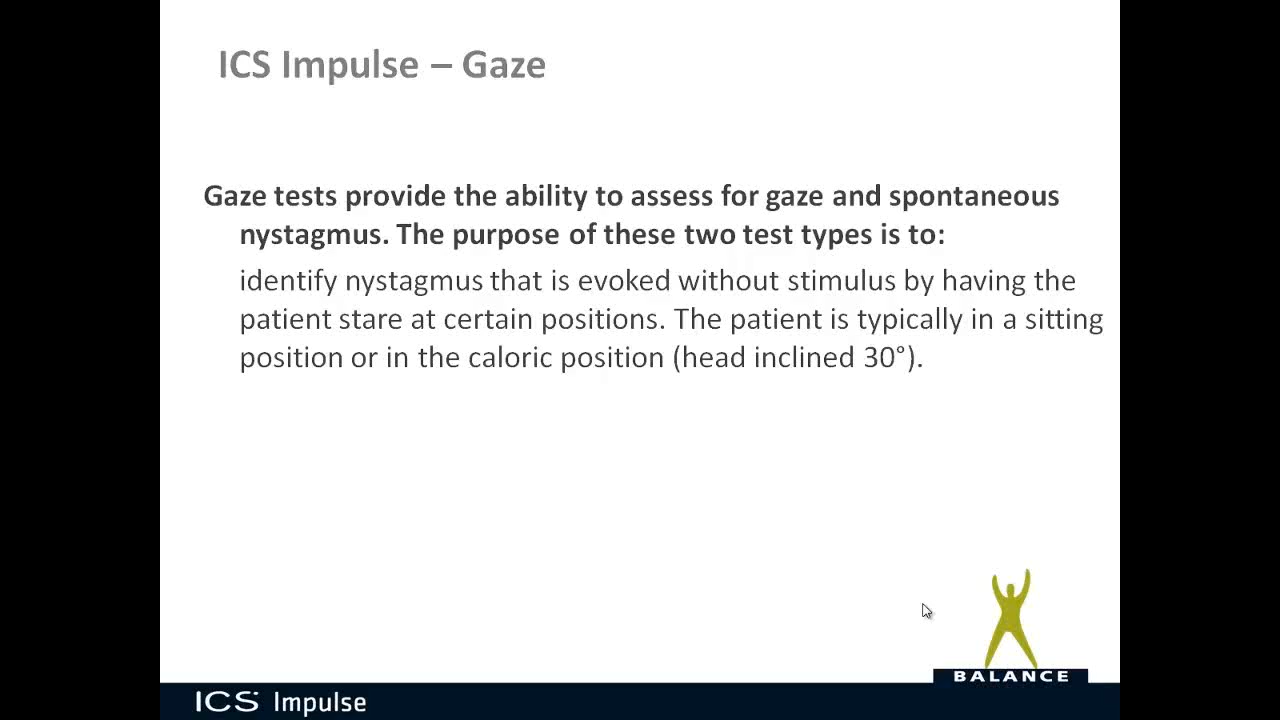 ICS Impulse – Gaze
Gaze tests provide the ability to assess for gaze and spontaneous
nystagmus. The purpose of these two test types is to:
identify nystagmus that is evoked without stimulus by having the
patient stare at certain positions. The patient is typically in a sitting
position or in the caloric position (head inclined 30°).
BALANCE
ICS Impulse